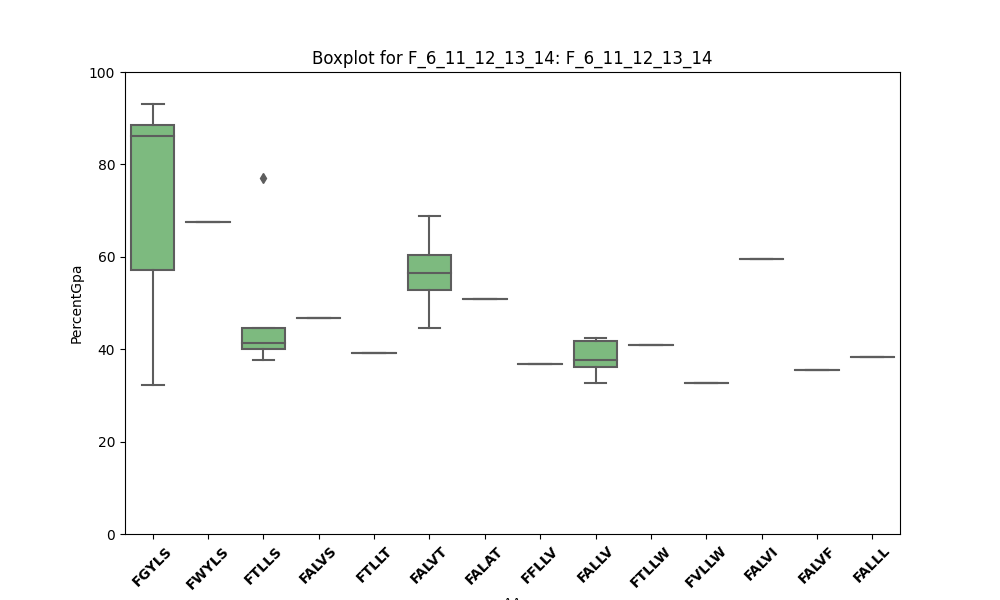 Boxplot for F_6_11_12_13_14: F_6_11_12_13_14
100
80
60
40
20
0
PercentGpa
FGYLS
FWYLS
FTLLS
FALVS
FTLLT
FALVT
FALAT
FFLLV
FALLV
FTLLW
FVLLW
FALVI
FALVF
FALLL